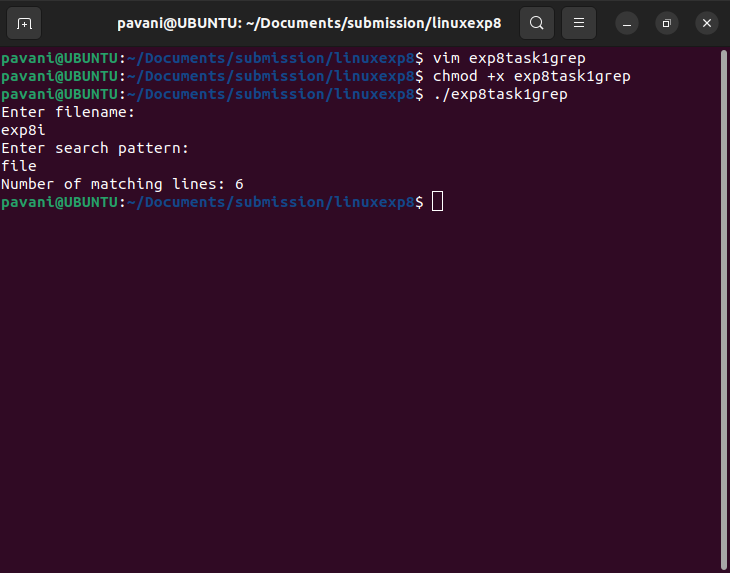 pavani@UBUNTU: ~/Documents/submission/linuxexp8
pavani@UBUNTU:~/Documents/submission/linuxexp8$ vim exp8task1grep
pavani@UBUNTU:~/Documents/submission/linuxexp8$ chmod +x exp8task1grep
pavani@UBUNTU:~/Documents/submission/linuxexp8$ ./exp8task1grep
Enter filename:
exp8i
Enter search pattern:
file
Number of matching lines: 6
pavani@UBUNTU:~/Documents/submission/linuxexp8$